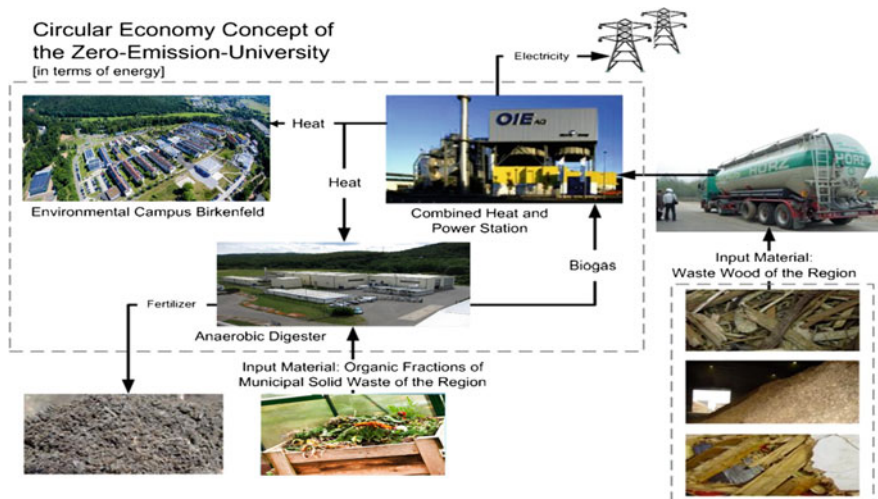 Circular Economy Concept of
the Zero-Emission-University
[in terms of energy]
Electricity
Heat
OIE AG
HORZ
HORZ
Environmental Campus Birkenfeld
Heat
Combined Heat and
Power Station
Input Material:
Waste Wood of the Region
Biogas
Fertilizer
Anaerobic Digester
Input Material: Organic Fractions of
Municipal Solid Waste of the Region